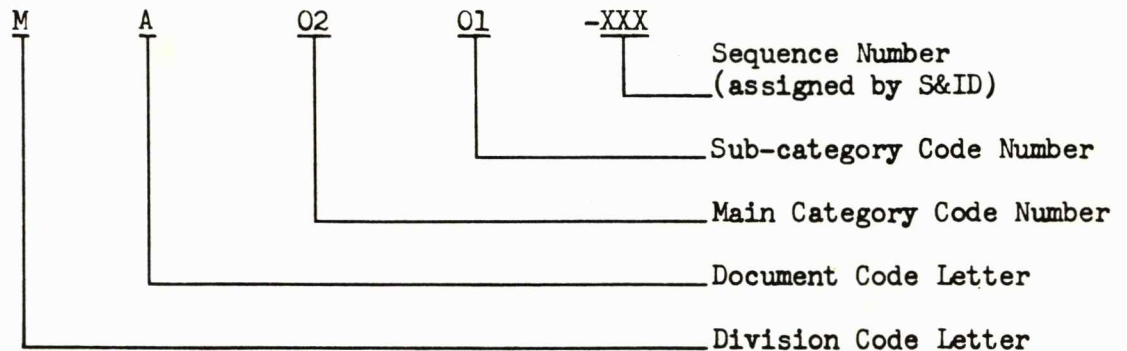 M A 02 01 -XXX
Sequence Number
(assigned by S&ID)
Sub-category Code Number
Main Category Code Number
Document Code Letter
Division Code Letter